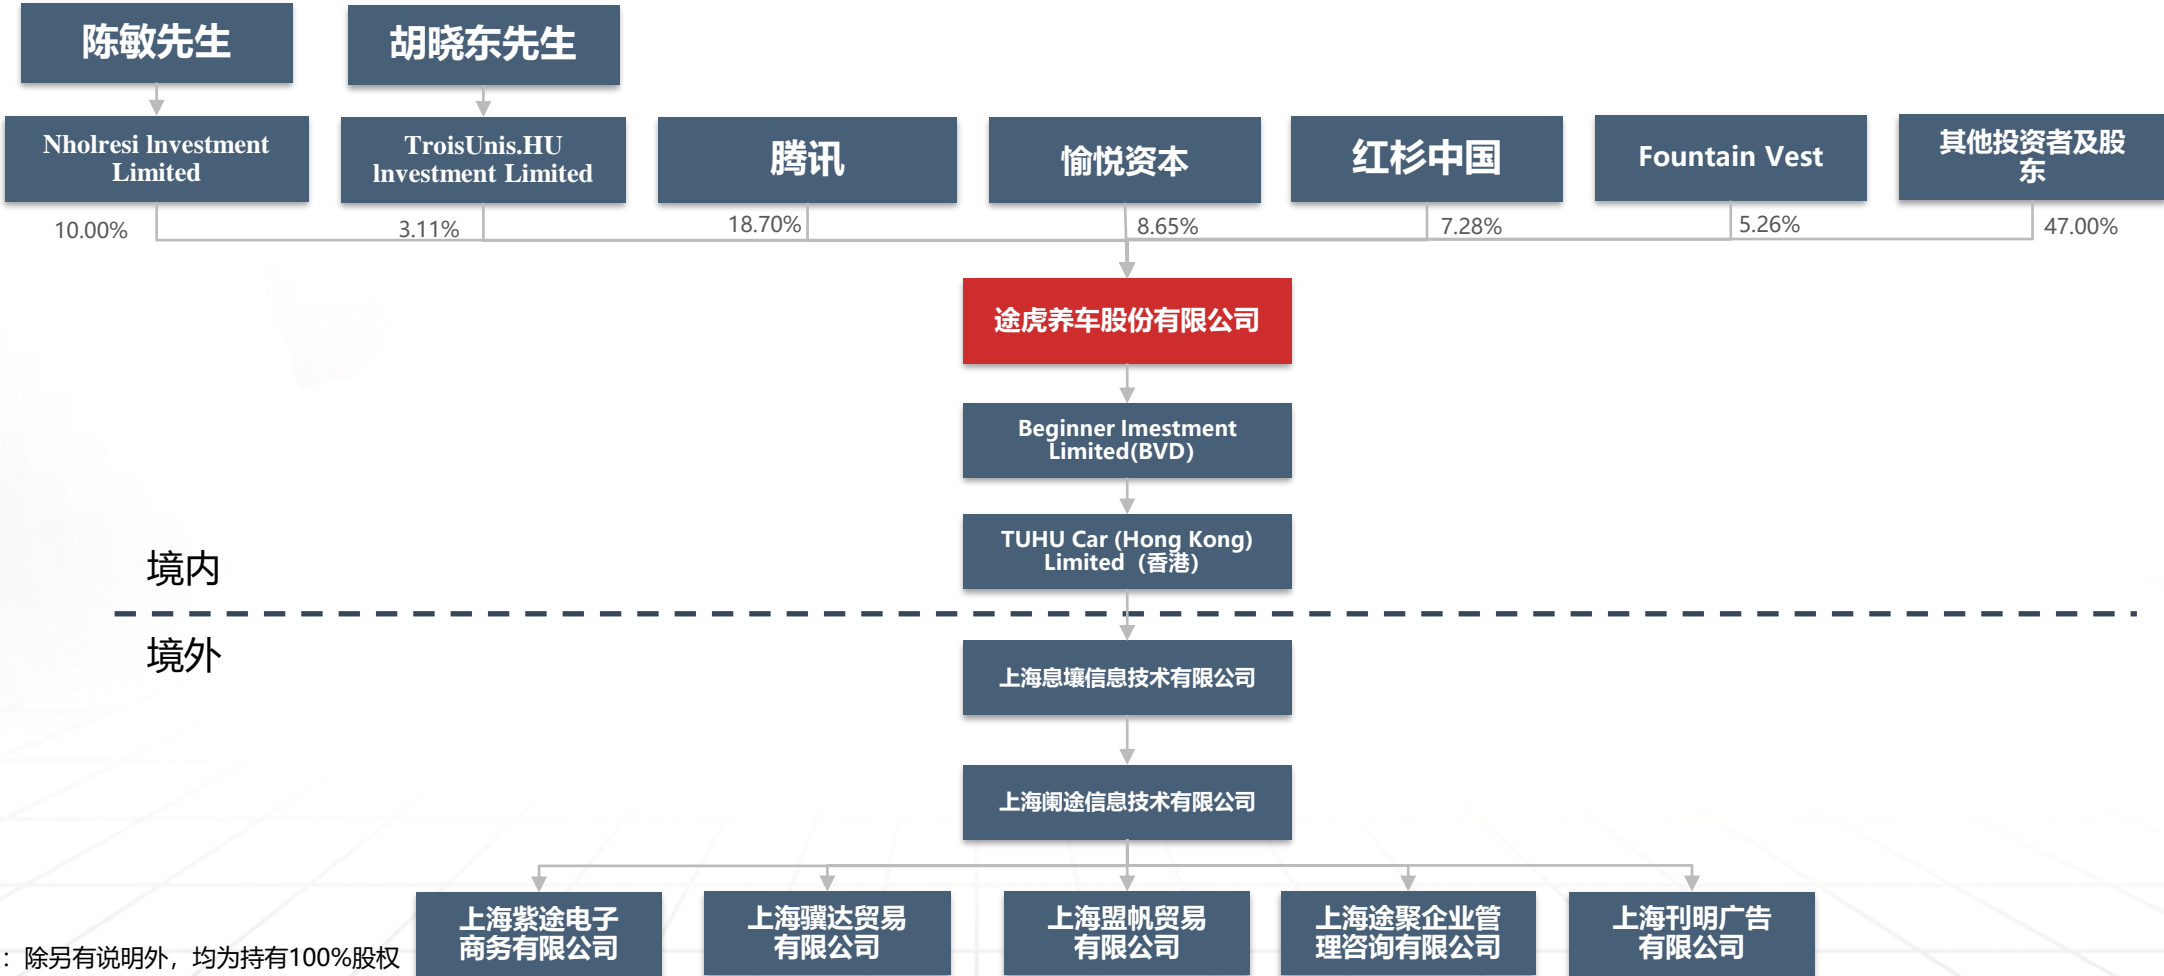 陈敏先生
胡晓东先生
Nholresi lnvestment
Limited
TroisUnis.HU
lnvestment Limited
腾讯
愉悦资本
红杉中国
Fountain Vest
其他投资者及股
东
10.00%
3.11%
18.70%
8.65%
7.28%
5.26%
47.00%
途虎养车股份有限公司
Beginner Imestment
Limited(BVD)
TUHU Car (Hong Kong)
Limited (香港)
境内
境外
上海息壤信息技术有限公司
上海阑途信息技术有限公司
上海紫途电子
商务有限公司
上海骥达贸易
有限公司
上海盟帆贸易
有限公司
上海途聚企业管
理咨询有限公司
上海刊明广告
有限公司
：除另有说明外，均为持有100%股权